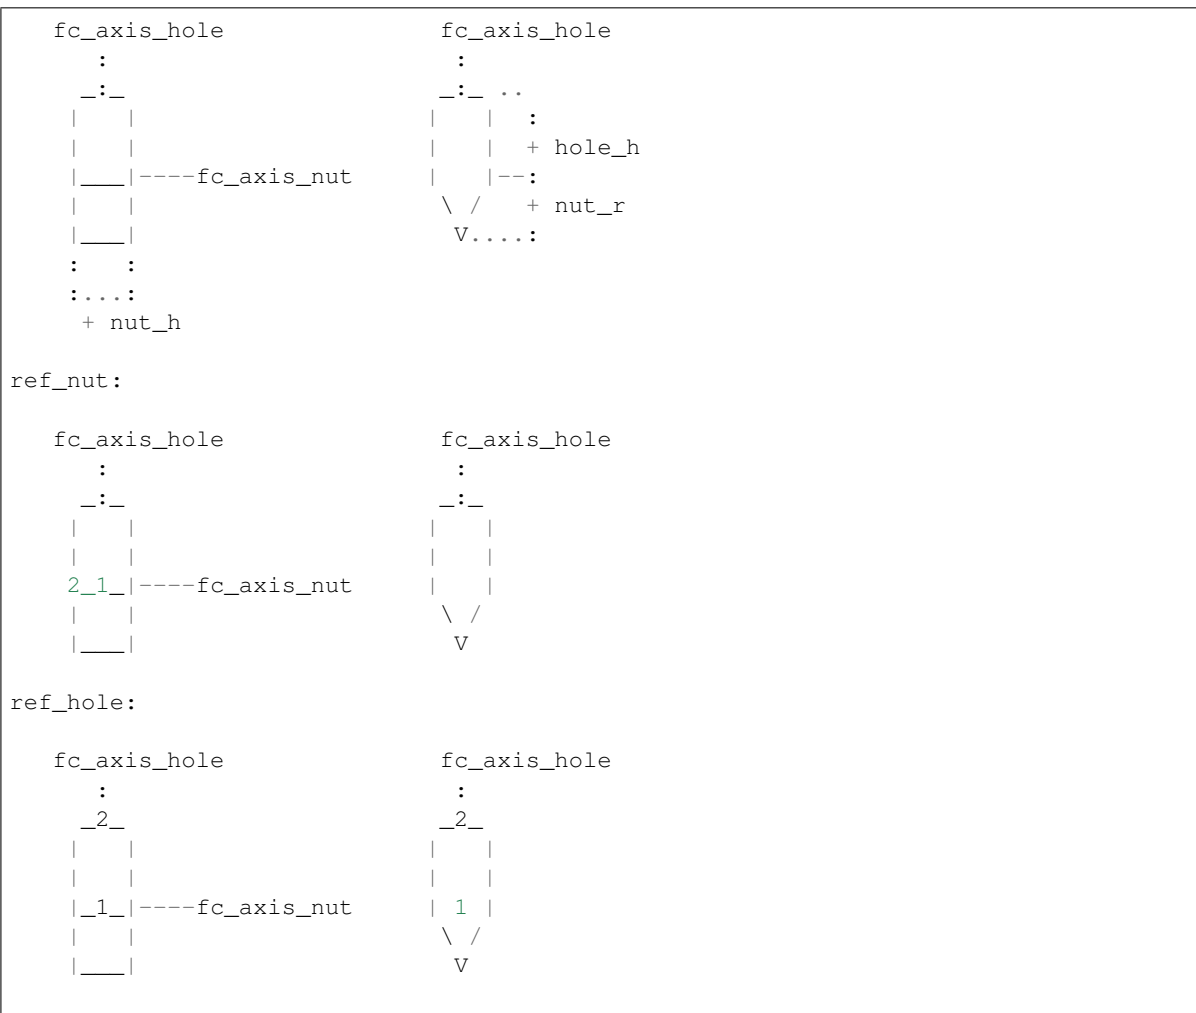 fc_axis_hole               fc_axis_hole
      :                        :
     _:_                      _:_ ..
    |   |                    |   |  :
    |   |                    |   |  + hole_h
    |___|----fc_axis_nut     |   |--:
    |   |                     \ /   + nut_r
    |___|                      V....:
    :   :
    :...:
     + nut_h

ref_nut:

   fc_axis_hole               fc_axis_hole
      :                        :
     _:_                      _:_
    |   |                    |   |
    |   |                    |   |
    2_1_|----fc_axis_nut     |   |
    |   |                     \ /
    |___|                      V

ref_hole:

   fc_axis_hole               fc_axis_hole
      :                        :
     _2_                      _2_
    |   |                    |   |
    |   |                    |   |
    |_1_|----fc_axis_nut     | 1 |
    |   |                     \ /
    |___|                      V